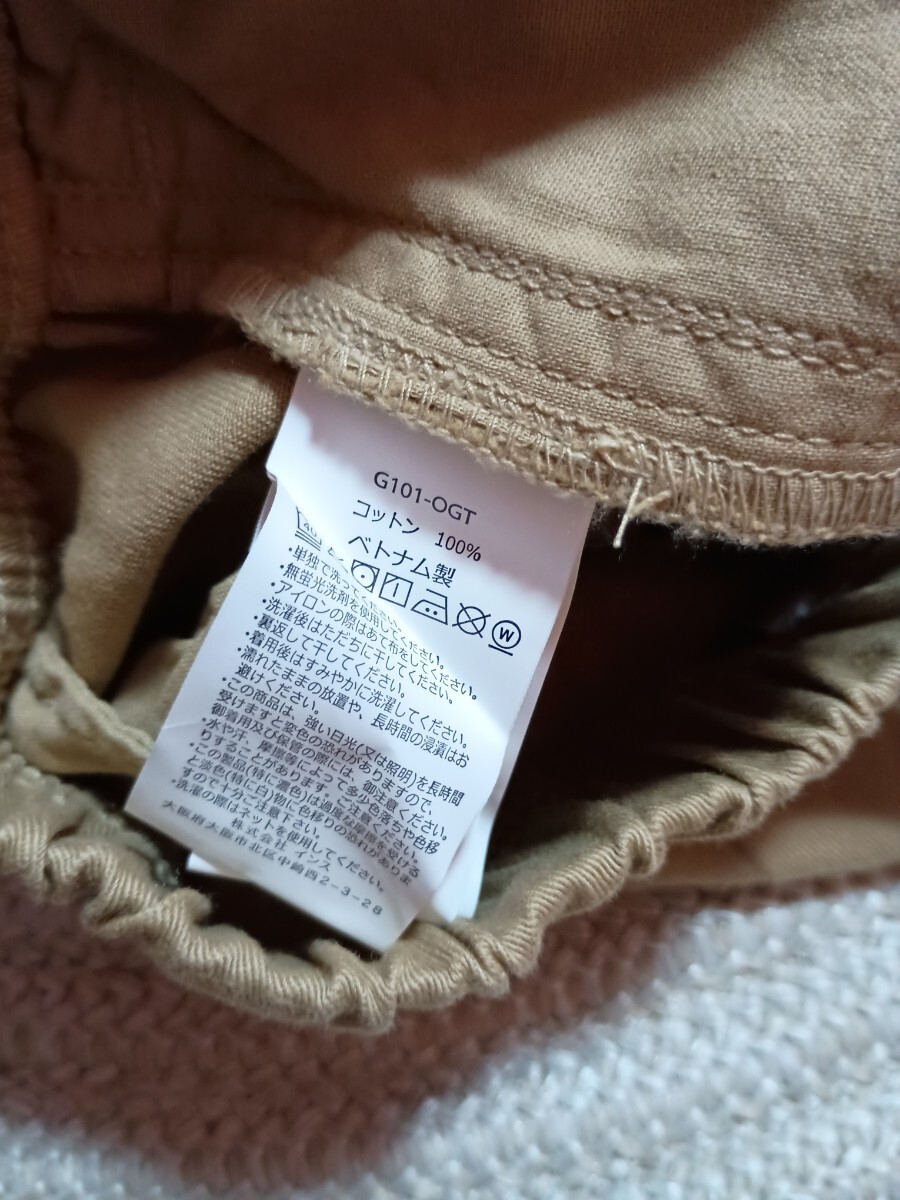 G101-OGT
コットン 100%
ベトナム製
40
W
・単独で洗ってください。
・無蛍光洗剤を使用してください。
・アイロンの際はあて布をしてください。
・洗濯後はただちに干してください。
・裏返して干してください。
・着用後はすみやかに洗濯してください。
・濡れたままの放置や、長時間の浸漬はお
避けください。
・この商品は、強い日光(又は照明)を長時間
受けますと変色の恐れがありますので、
御着用及び保管の際には、御注意ください。
・水や汗、摩擦等によって多少色落ちや色移
りすることがあります。ご注意ください。
・この製品(特に濃色)は過度な摩擦を受ける
と淡色(特に白)物に色移りの恐れがありま
すので十分ご注意下さい。
・洗濯の際はネットを使用してください。
株式会社 インス
大阪府大阪市北区中崎西2-3-28